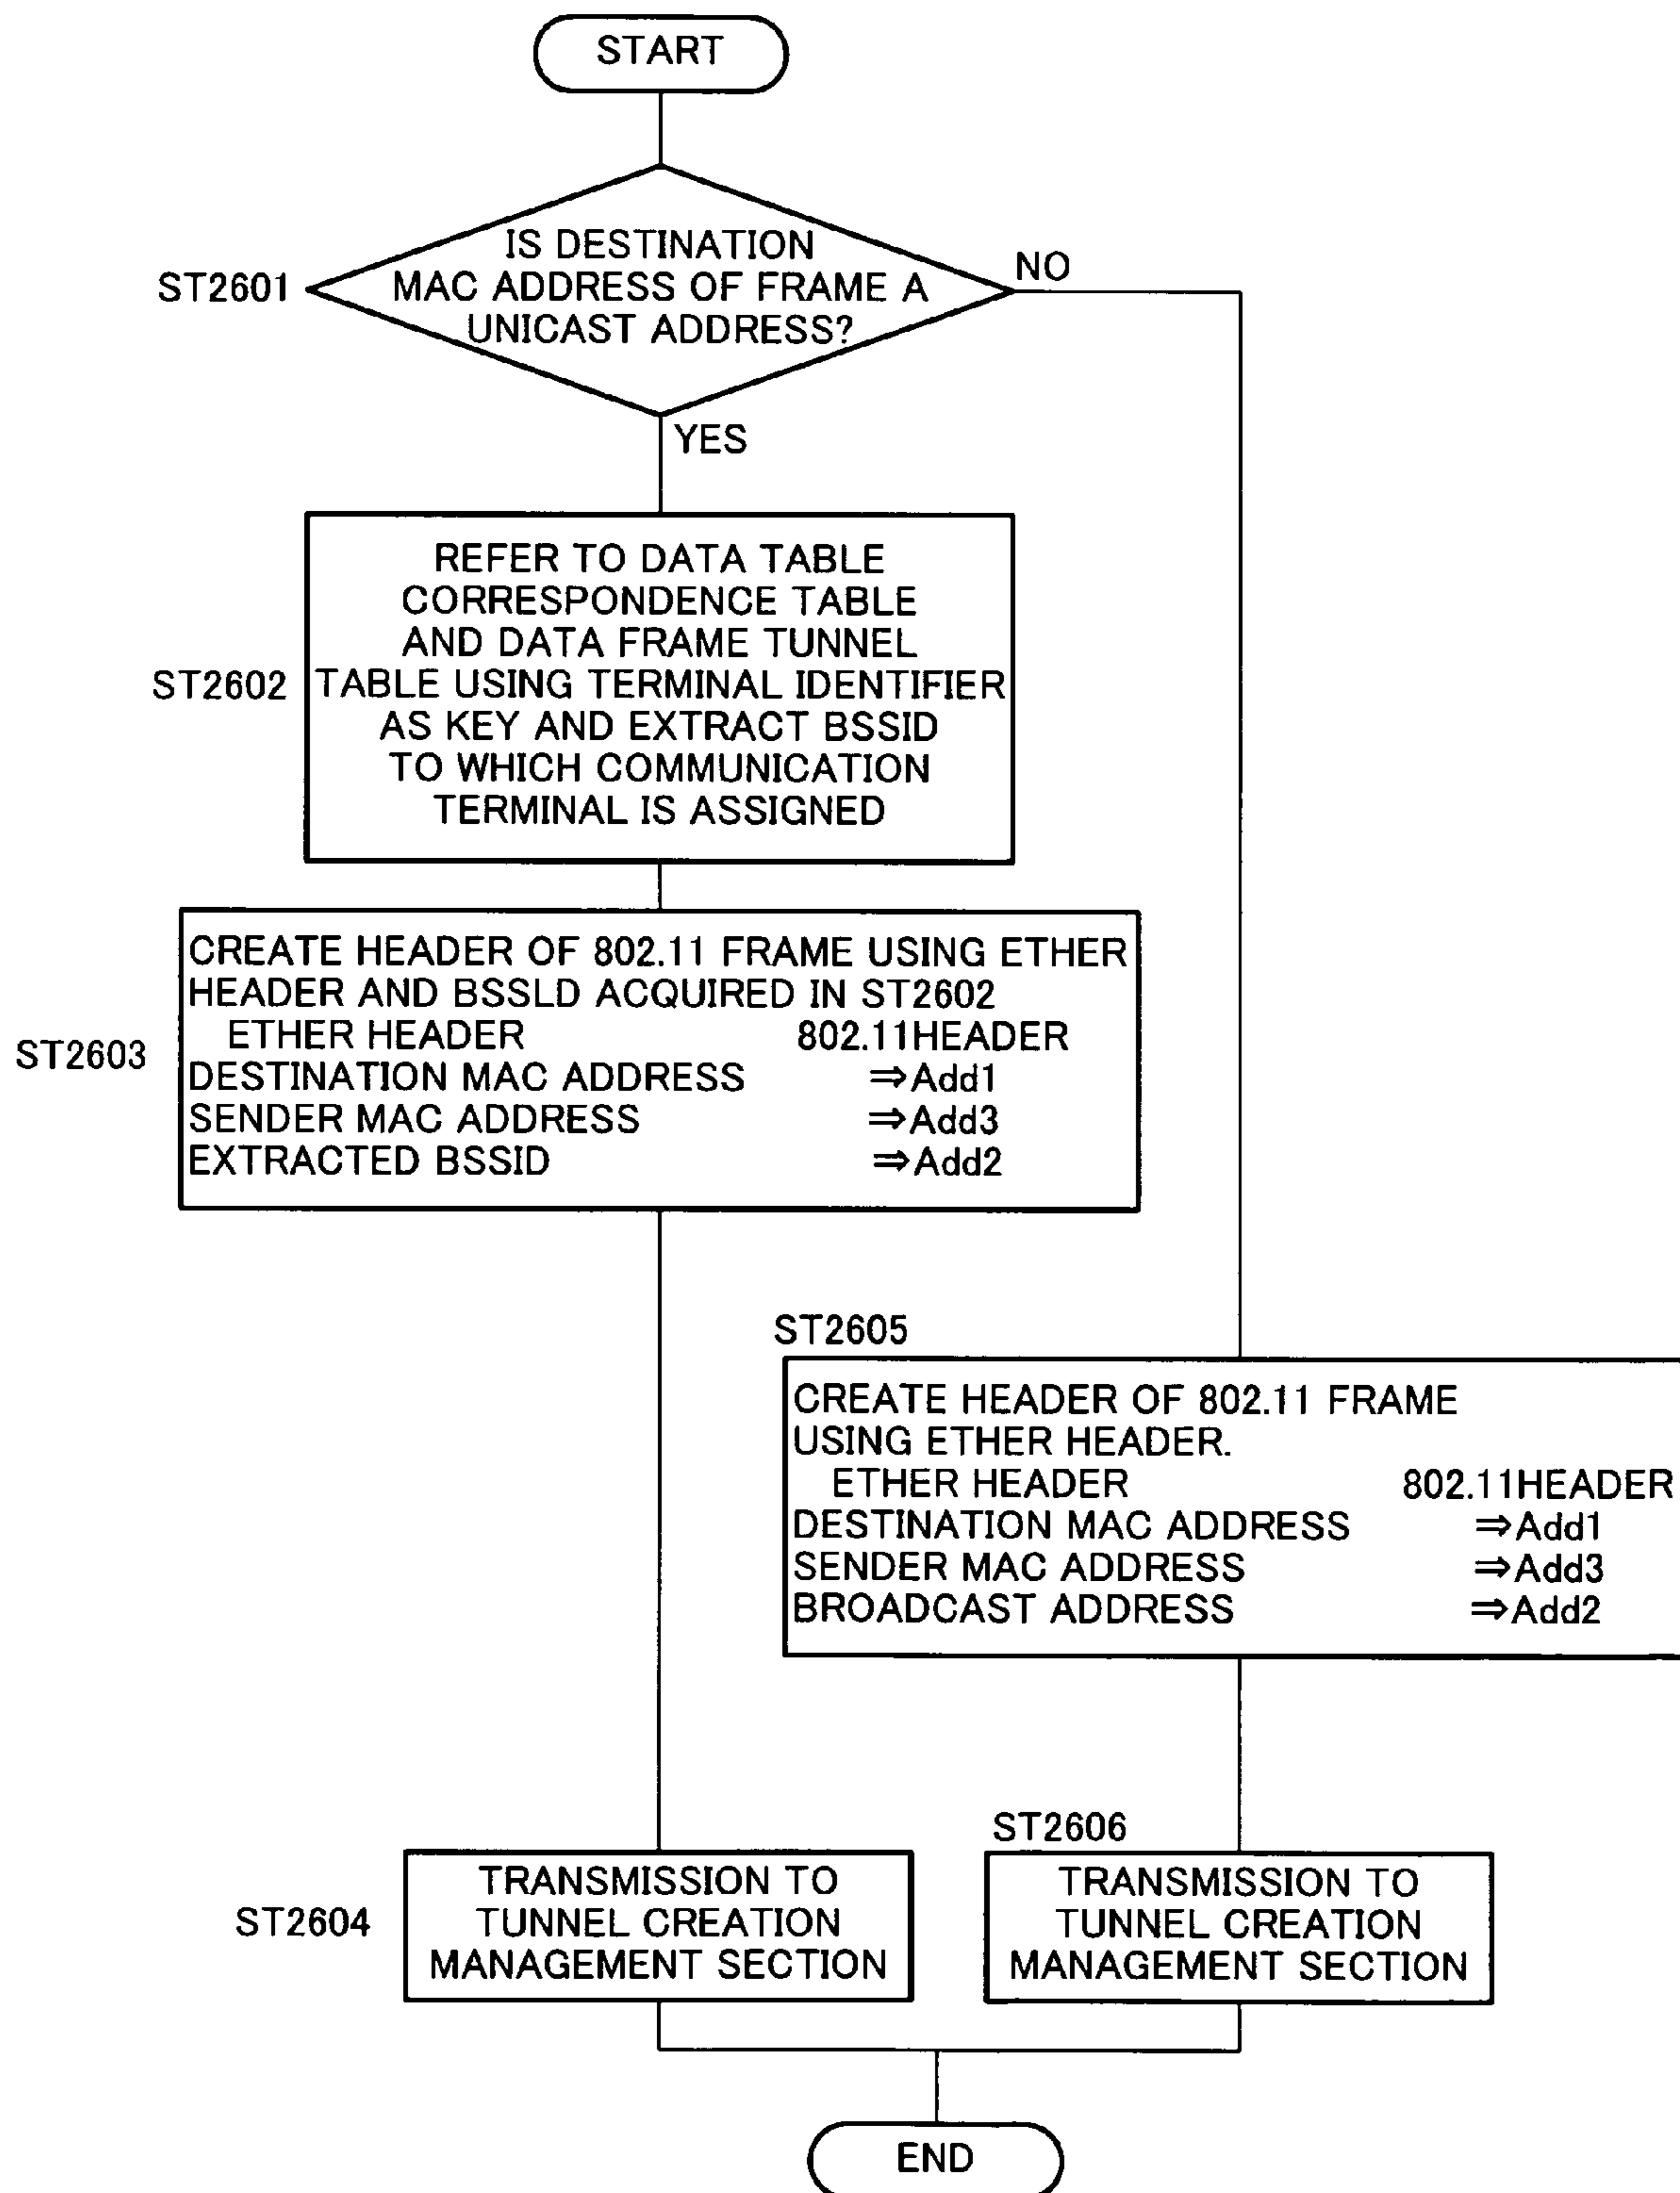 START
IS DESTINATION
MAC ADDRESS OF FRAME A
UNICAST ADDRESS?
ST2601
NO
YES
REFER TO DATA TABLE
CORRESPONDENCE TABLE
AND DATA FRAME TUNNEL
TABLE USING TERMINAL IDENTIFIER
AS KEY AND EXTRACT BSSID
TO WHICH COMMUNICATION
TERMINAL IS ASSIGNED
ST2602
CREATE HEADER OF 802.11 FRAME USING ETHER
HEADER AND BSSLD ACQUIRED IN ST2602
ETHER HEADER 802.11HEADER
DESTINATION MAC ADDRESS ⇒Add1
SENDER MAC ADDRESS ⇒Add3
EXTRACTED BSSID ⇒Add2
ST2603
ST2605
CREATE HEADER OF 802.11 FRAME
USING ETHER HEADER.
ETHER HEADER 802.11HEADER
DESTINATION MAC ADDRESS ⇒Add1
SENDER MAC ADDRESS ⇒Add3
BROADCAST ADDRESS ⇒Add2
ST2604
TRANSMISSION TO
TUNNEL CREATION
MANAGEMENT SECTION
ST2606
TRANSMISSION TO
TUNNEL CREATION
MANAGEMENT SECTION
END